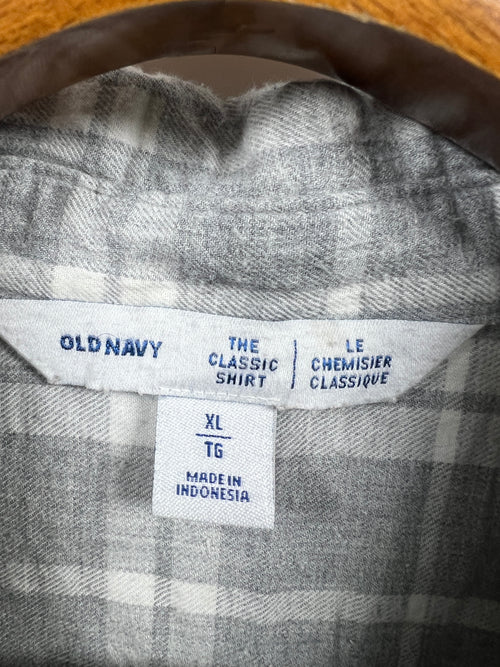 OLD NAVY
THE
CLASSIC
SHIRT
LE
CHEMISIER
CLASSIQUE
XL
TG
MADE IN
INDONESIA